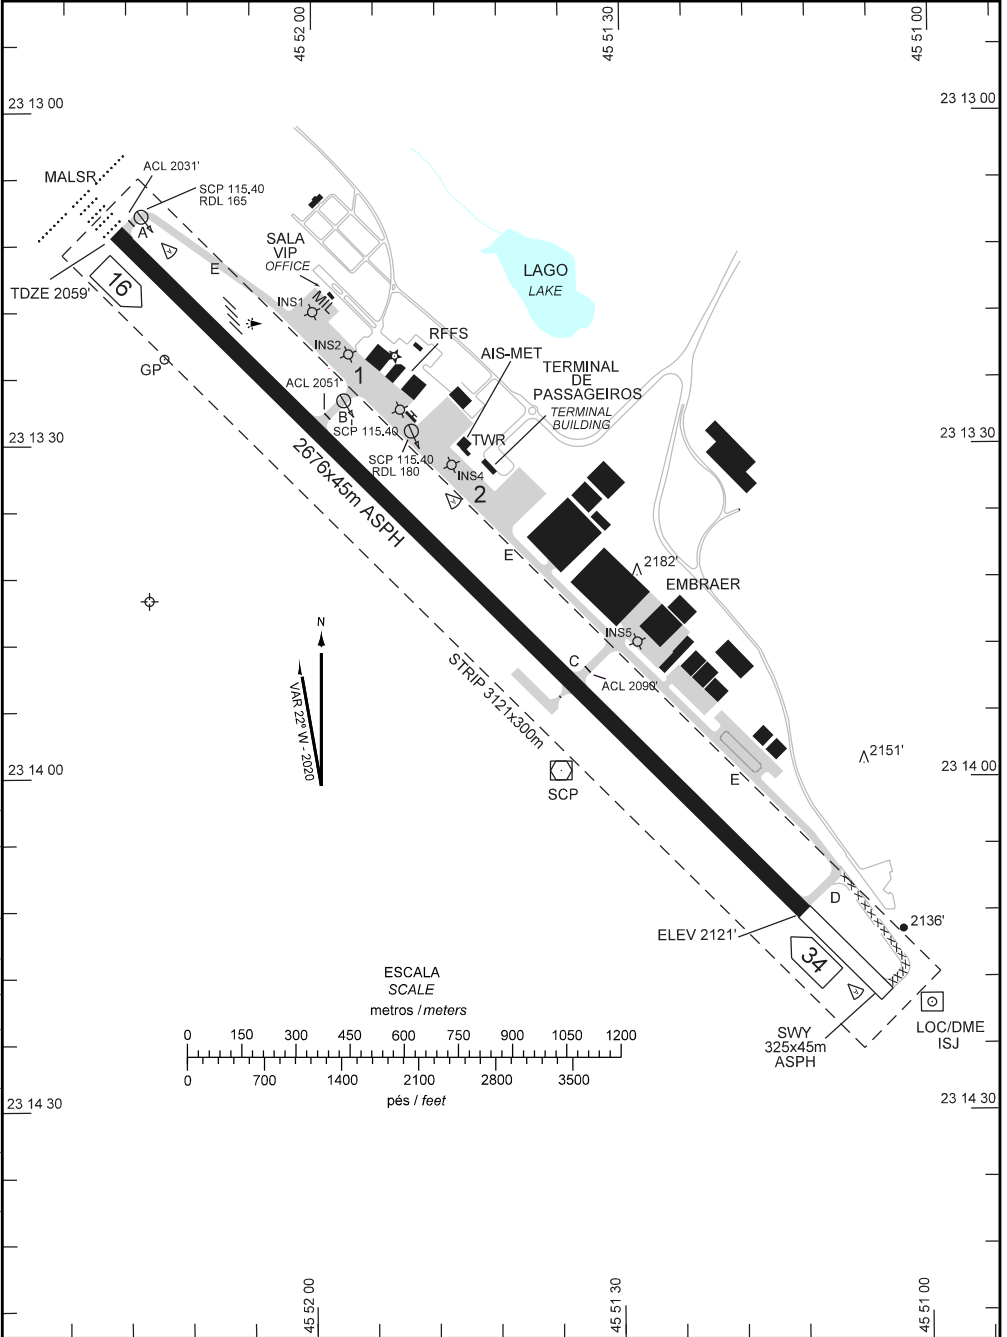 45 52 00
45 51 30
45 51 00
23 13 00
23 13 00
MALSR
ACL 2031'
SCP 115.40
RDL 165
A
SALA
VIP
OFFICE
E
LAGO
LAKE
TDZE 2059'
16
INS1
MIL
INS2
RFFS
GP
1
AIS-MET
TERMINAL
DE
PASSAGEIROS
TERMINAL
BUILDING
ACL 2051'
B
SCP 115.40
23 13 30
23 13 30
2676x45m ASPH
SCP 115.40
RDL 180
TWR
INS4
2
E
2182'
EMBRAER
N
VAR 22º W - 2020
INS5
STRIP 3121x300m
C
ACL 2090'
2151'
23 14 00
23 14 00
SCP
E
D
ELEV 2121'
2136'
34
ESCALA
SCALE
metros / meters
0 150 300 450 600 750 900 1050 1200
0 700 1400 2100 2800 3500
pés / feet
SWY
325x45m
ASPH
LOC/DME
ISJ
23 14 30
23 14 30
45 52 00
45 51 30
45 51 00